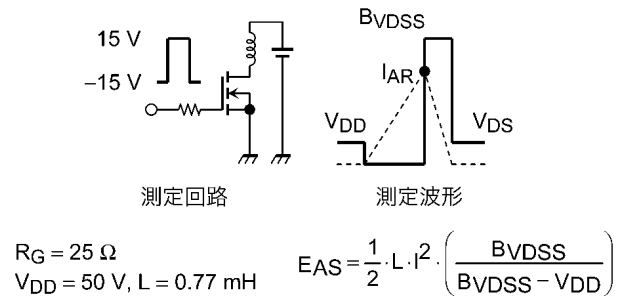 15 V
−15 V
BVDSS
IAR
VDD
VDS
測定回路
測定波形
RG = 25 Ω
VDD = 50 V, L = 0.77 mH
EAS = 1/2 · L · I² · (BVDSS / (BVDSS − VDD))